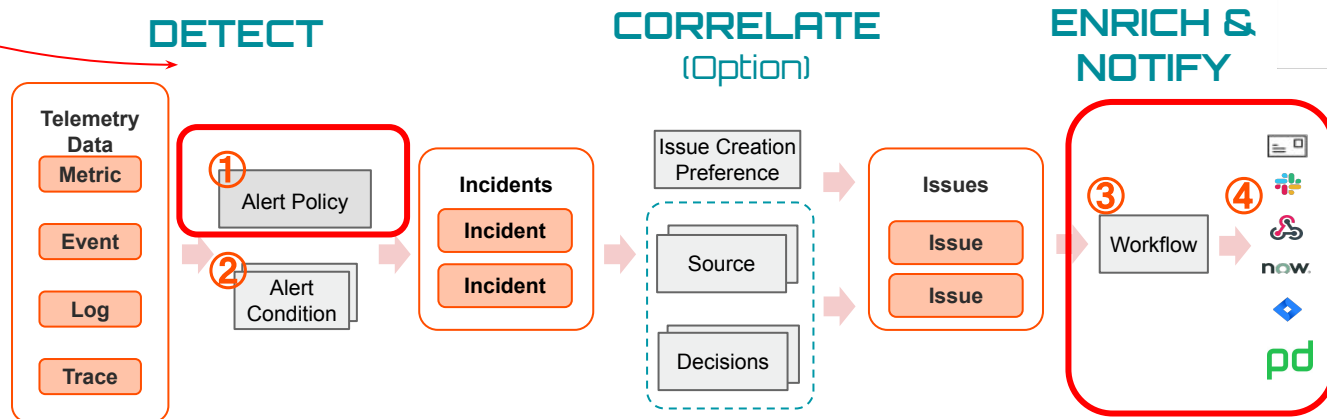 DETECT
CORRELATE
(Option)
ENRICH &
NOTIFY
Telemetry
Data
Metric
Event
Log
Trace
①
Alert Policy
②
Alert
Condition
Incidents
Incident
Incident
Issue Creation
Preference
Source
Decisions
Issues
Issue
Issue
③
Workflow
④
now.
pd